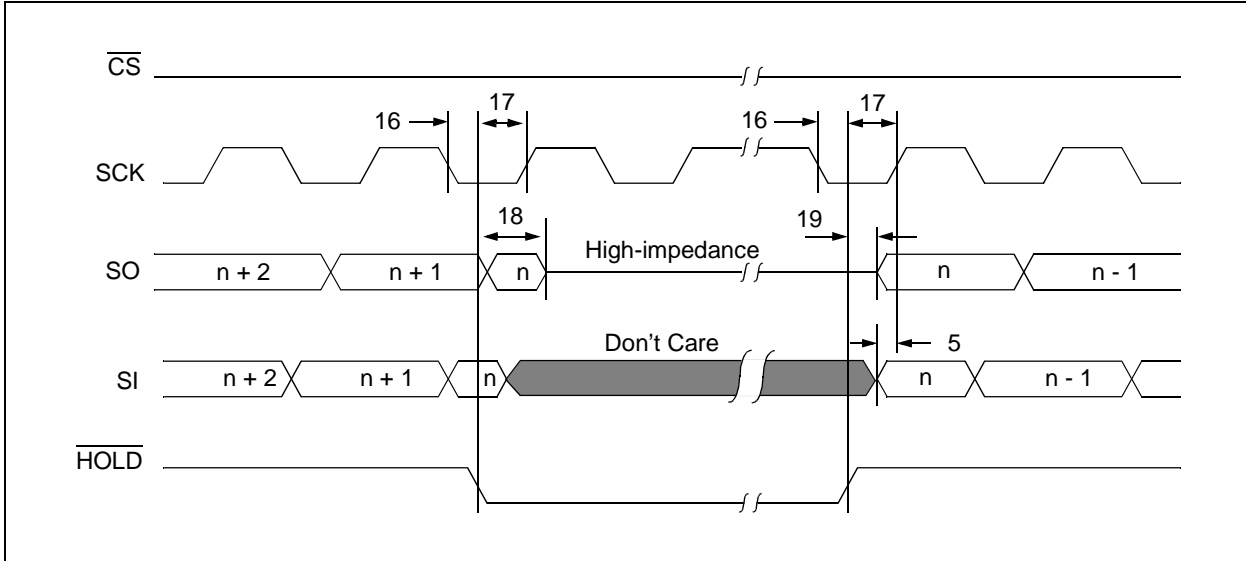 CS
17
17
16
16
SCK
18
19
High-impedance
SO
n + 2
n + 1
n
n
n - 1
Don't Care
5
SI
n + 2
n + 1
n
n
n - 1
HOLD